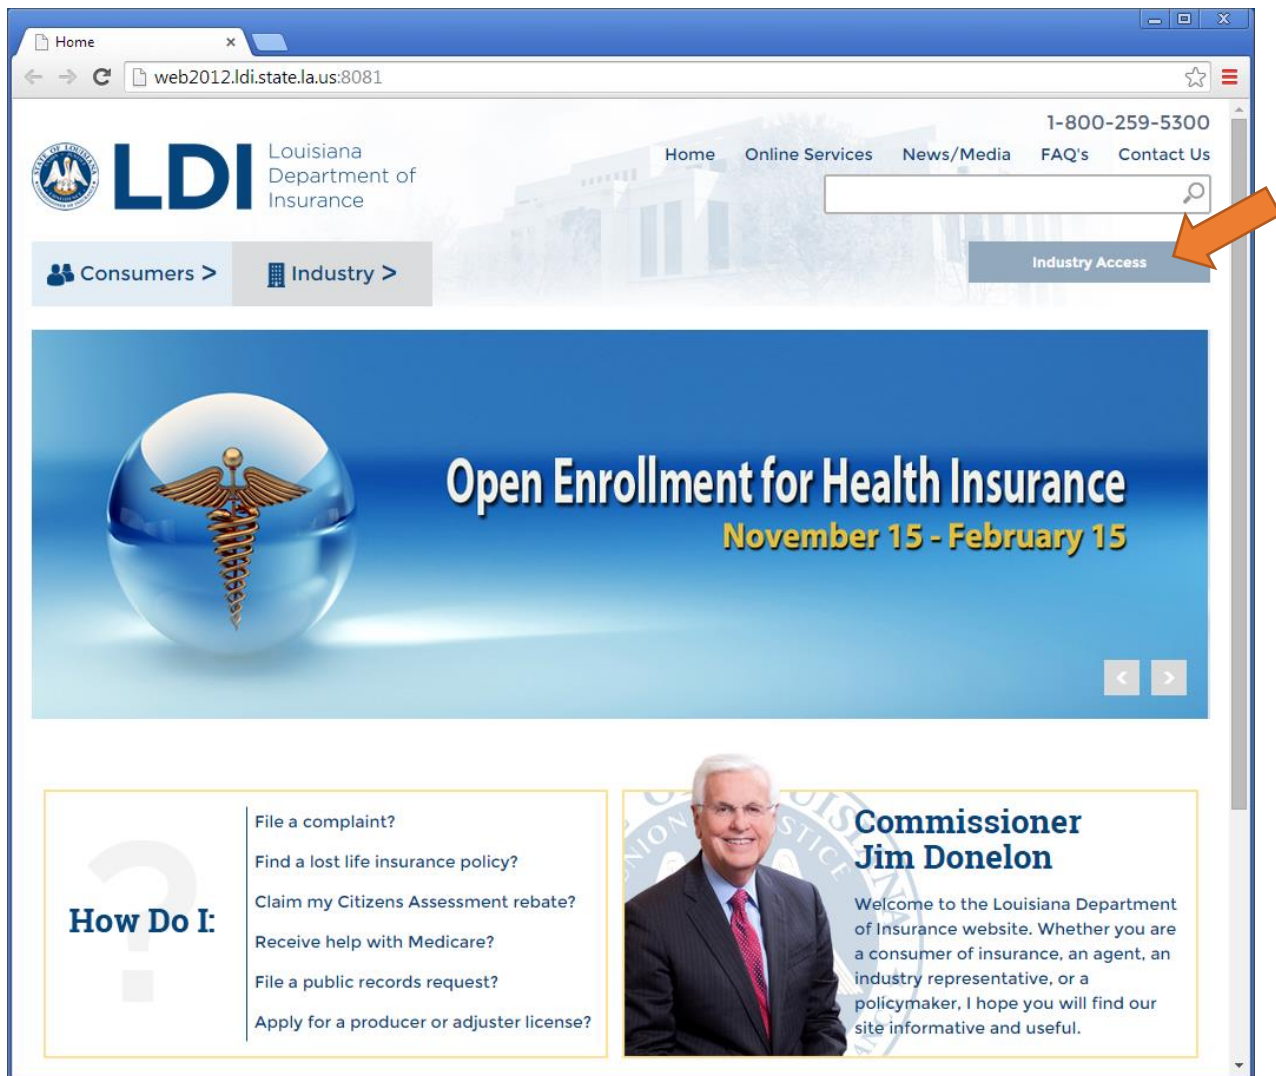 Home
web2012.ldi.state.la.us:8081
1-800-259-5300
Home Online Services News/Media FAQ's Contact Us
LDI
Louisiana
Department of
Insurance
Consumers >
Industry >
Industry Access
Open Enrollment for Health Insurance
November 15 - February 15
How Do I:
File a complaint?
Find a lost life insurance policy?
Claim my Citizens Assessment rebate?
Receive help with Medicare?
File a public records request?
Apply for a producer or adjuster license?
Commissioner
Jim Donelon
Welcome to the Louisiana Department
of Insurance website. Whether you are
a consumer of insurance, an agent, an
industry representative, or a
policymaker, I hope you will find our
site informative and useful.